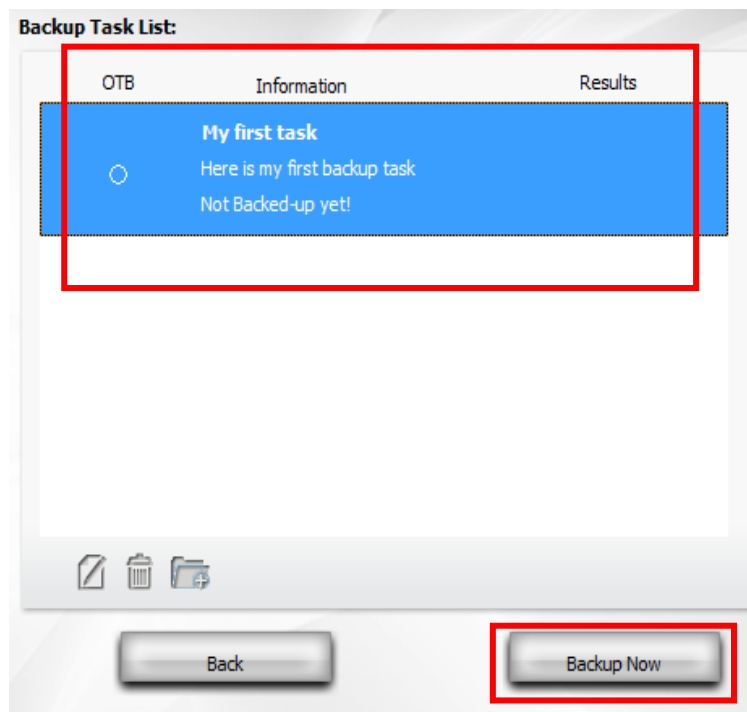 Backup Task List:
OTB Information Results
My first task
Here is my first backup task
Not Backed-up yet!
Back Backup Now